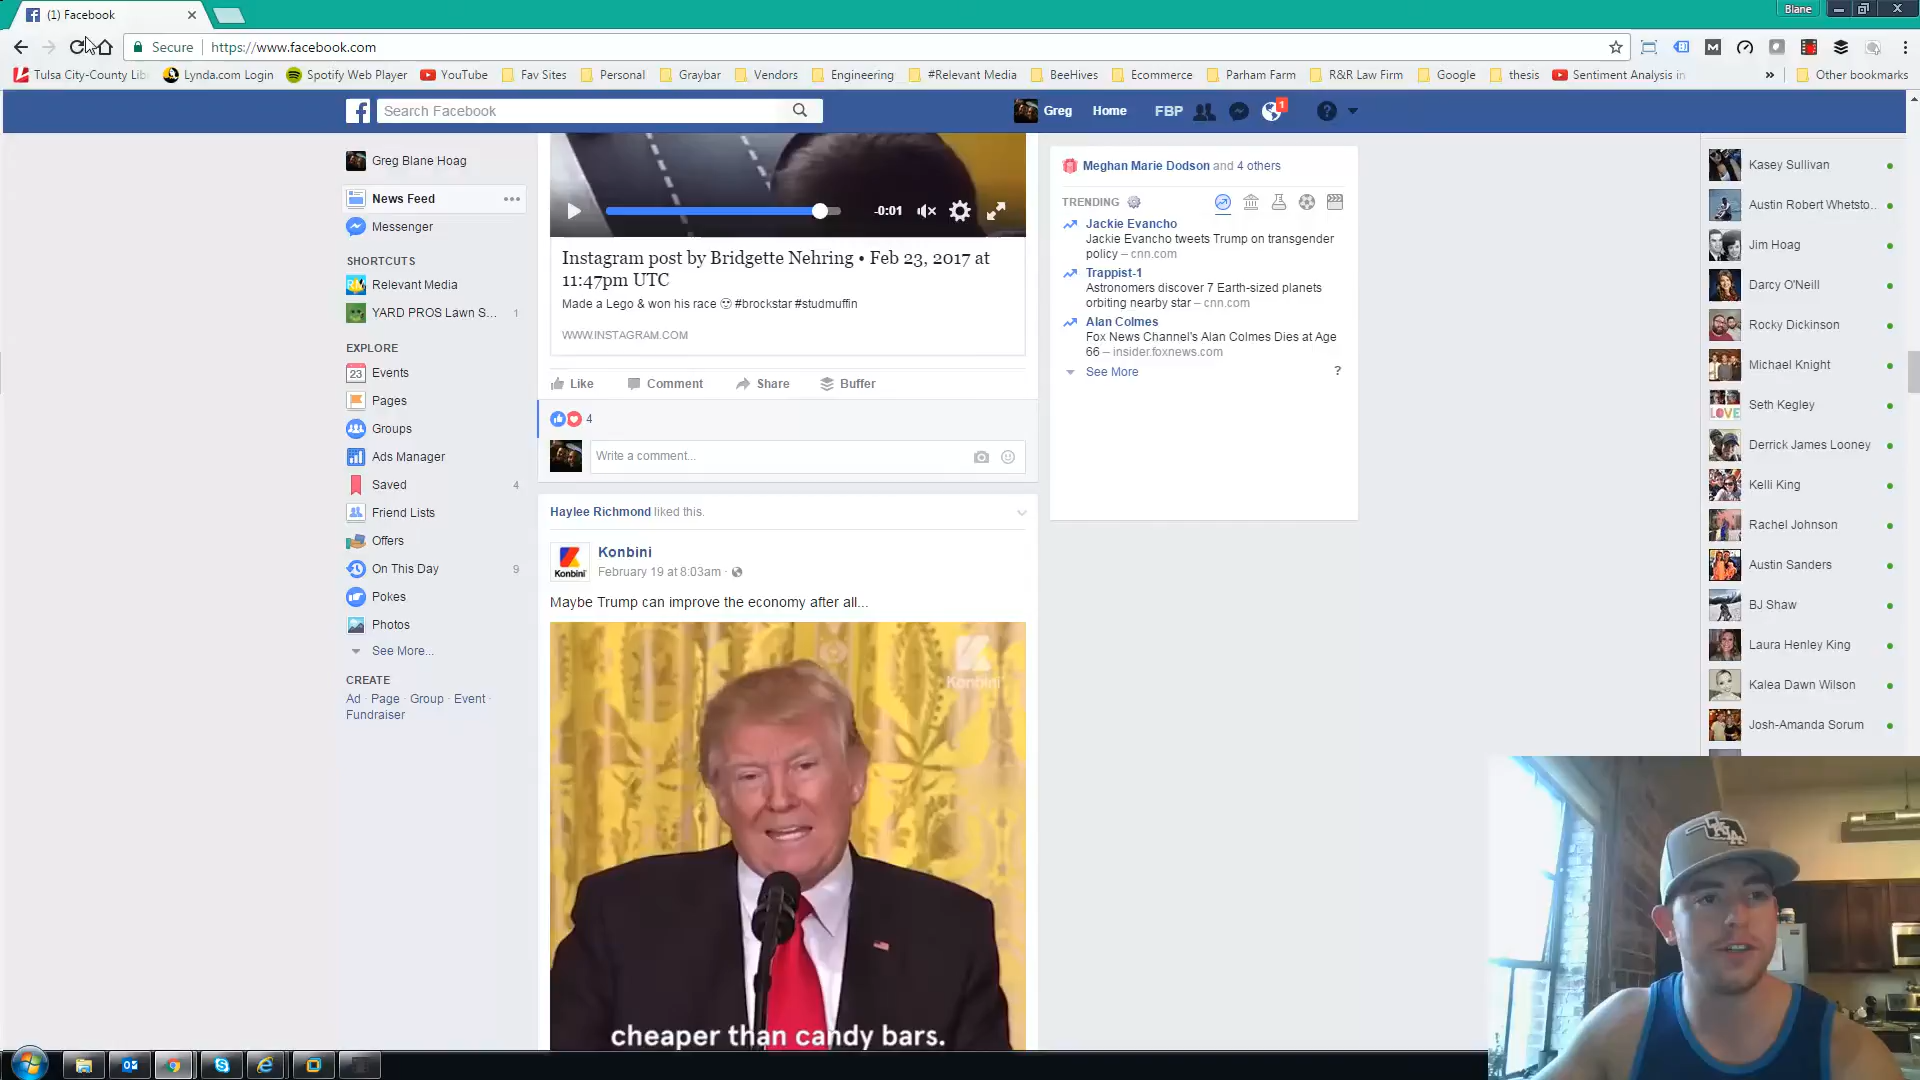 (1) Facebook
Blane
Secure https://www.facebook.com
Tulsa City-County Lib
Lynda.com Login
Spotify Web Player
YouTube
Fav Sites
Personal
Graybar
Vendors
Engineering
#Relevant Media
BeeHives
Ecommerce
Parham Farm
R&R Law Firm
Google
thesis
Sentiment Analysis in
»
Other bookmarks
Search Facebook
Greg
Home
FBP
1
Greg Blane Hoag
News Feed
Messenger
SHORTCUTS
Relevant Media
YARD PROS Lawn S... 1
EXPLORE
23 Events
Pages
Groups
Ads Manager
Saved 4
Friend Lists
Offers
On This Day 9
Pokes
Photos
See More...
CREATE
Ad · Page · Group · Event ·
Fundraiser
-0:01
Instagram post by Bridgette Nehring • Feb 23, 2017 at
11:47pm UTC
Made a Lego & won his race #brockstar #studmuffin
WWW.INSTAGRAM.COM
Like Comment Share Buffer
4
Write a comment...
Haylee Richmond liked this.
Konbini
Konbini
February 19 at 8:03am ·
Maybe Trump can improve the economy after all...
Konbini
cheaper than candy bars.
Meghan Marie Dodson and 4 others
TRENDING
Jackie Evancho
Jackie Evancho tweets Trump on transgender
policy – cnn.com
Trappist-1
Astronomers discover 7 Earth-sized planets
orbiting nearby star – cnn.com
Alan Colmes
Fox News Channel's Alan Colmes Dies at Age
66 – insider.foxnews.com
See More ?
Kasey Sullivan
Austin Robert Whetsto...
Jim Hoag
Darcy O'Neill
Rocky Dickinson
Michael Knight
LOVE
Seth Kegley
Derrick James Looney
Kelli King
Rachel Johnson
Austin Sanders
BJ Shaw
Laura Henley King
Kalea Dawn Wilson
Josh-Amanda Sorum